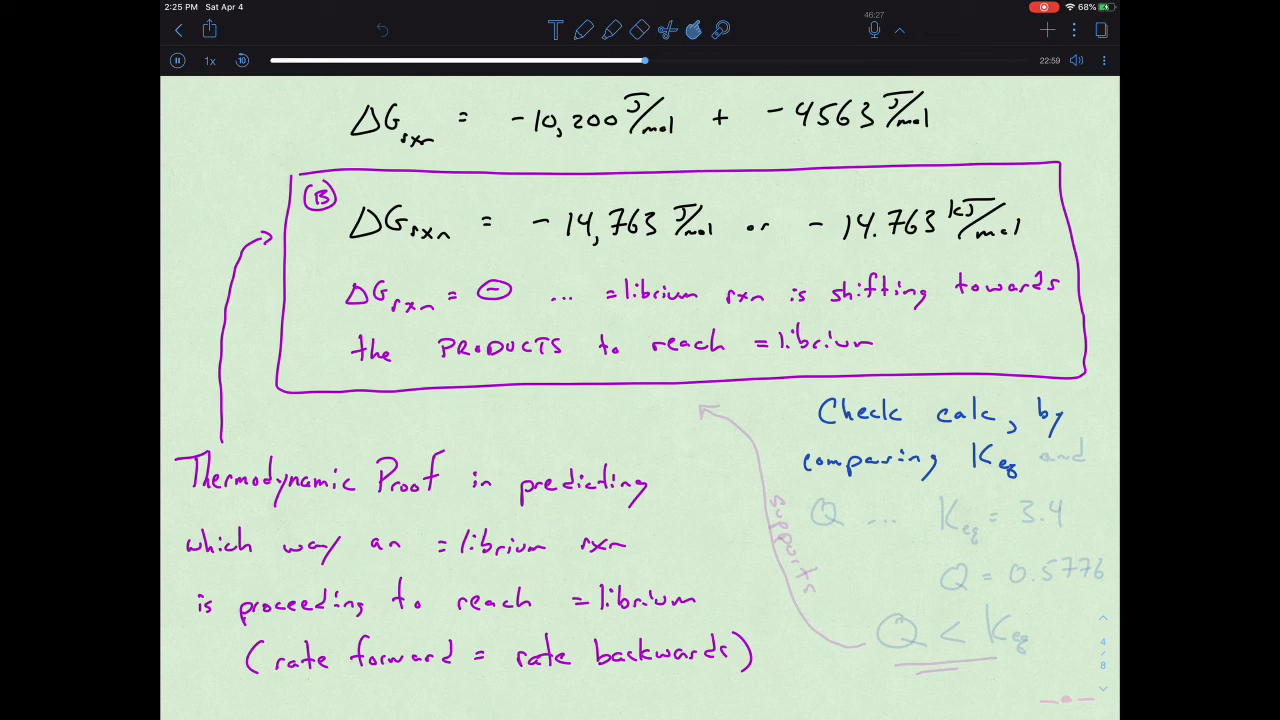 2:25 PM Sat Apr 4
68%
46:27
T
1x
10
22:59
ΔGrxn = -10,200 J/mol + -4563 J/mol
B
ΔGrxn = -14,763 J/mol or -14.763 kJ/mol
ΔGrxn = - ... =librium rxn is shifting towards
the PRODUCTS to reach =librium
Check calc, by
comparing Keq and
Q ... Keq = 3.4
Q = 0.5776
Q < Keq
supports
Thermodynamic Proof in predicting
which way an =librium rxn
is proceeding to reach =librium
(rate forward = rate backwards)
4
/
8